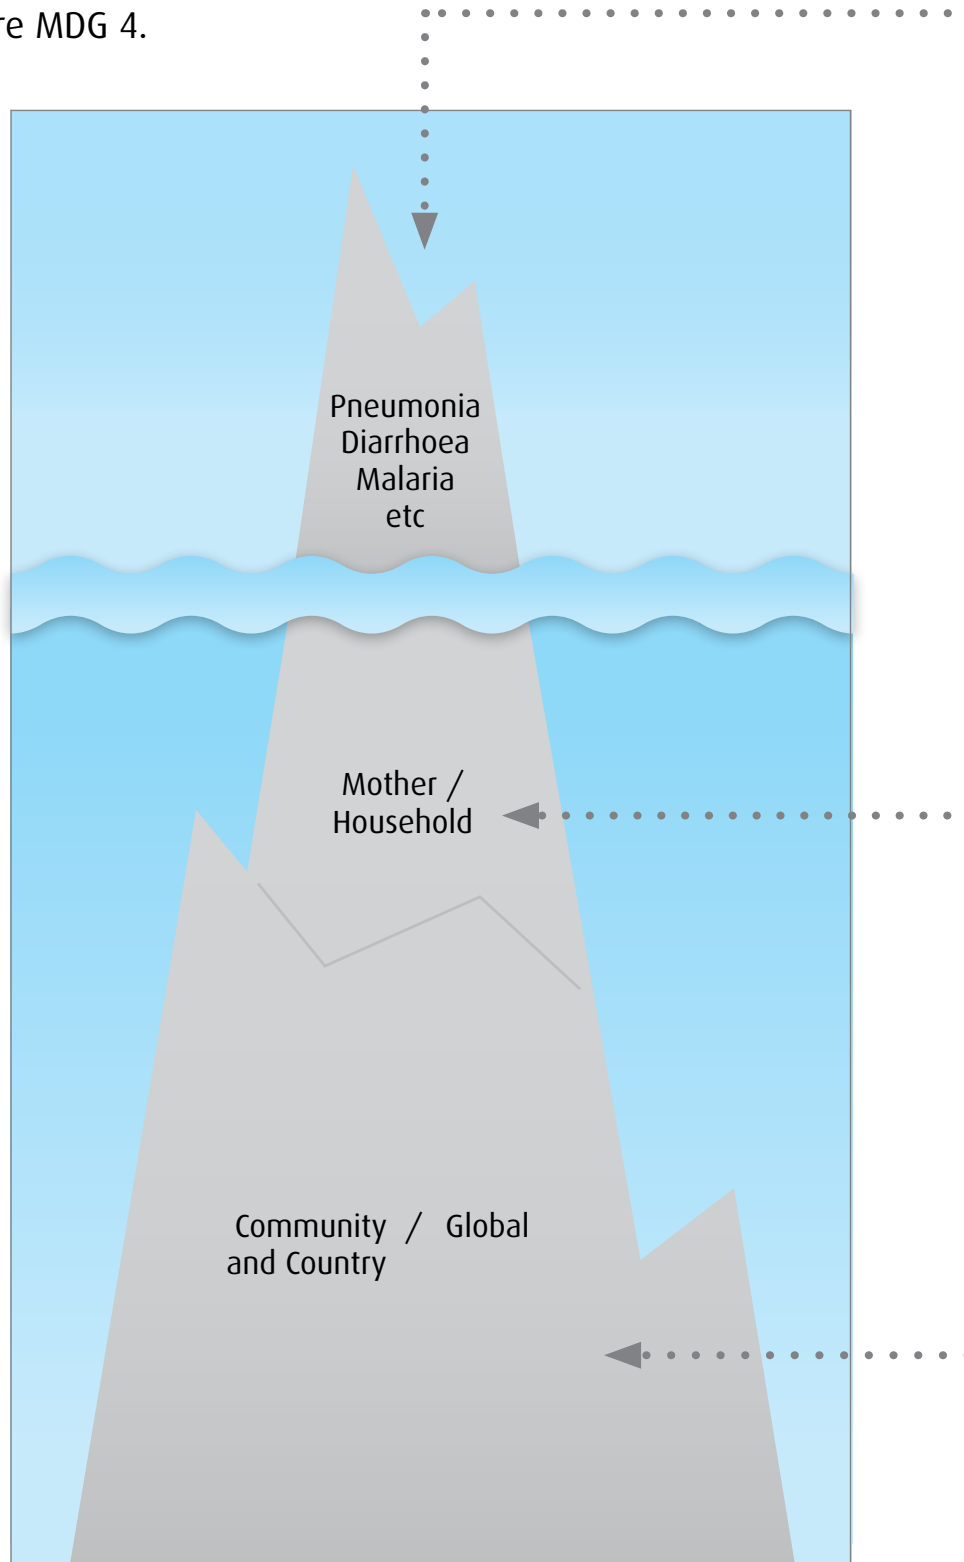 re MDG 4.
Pneumonia
Diarrhoea
Malaria
etc
Mother /
Household
Community / Global
and Country